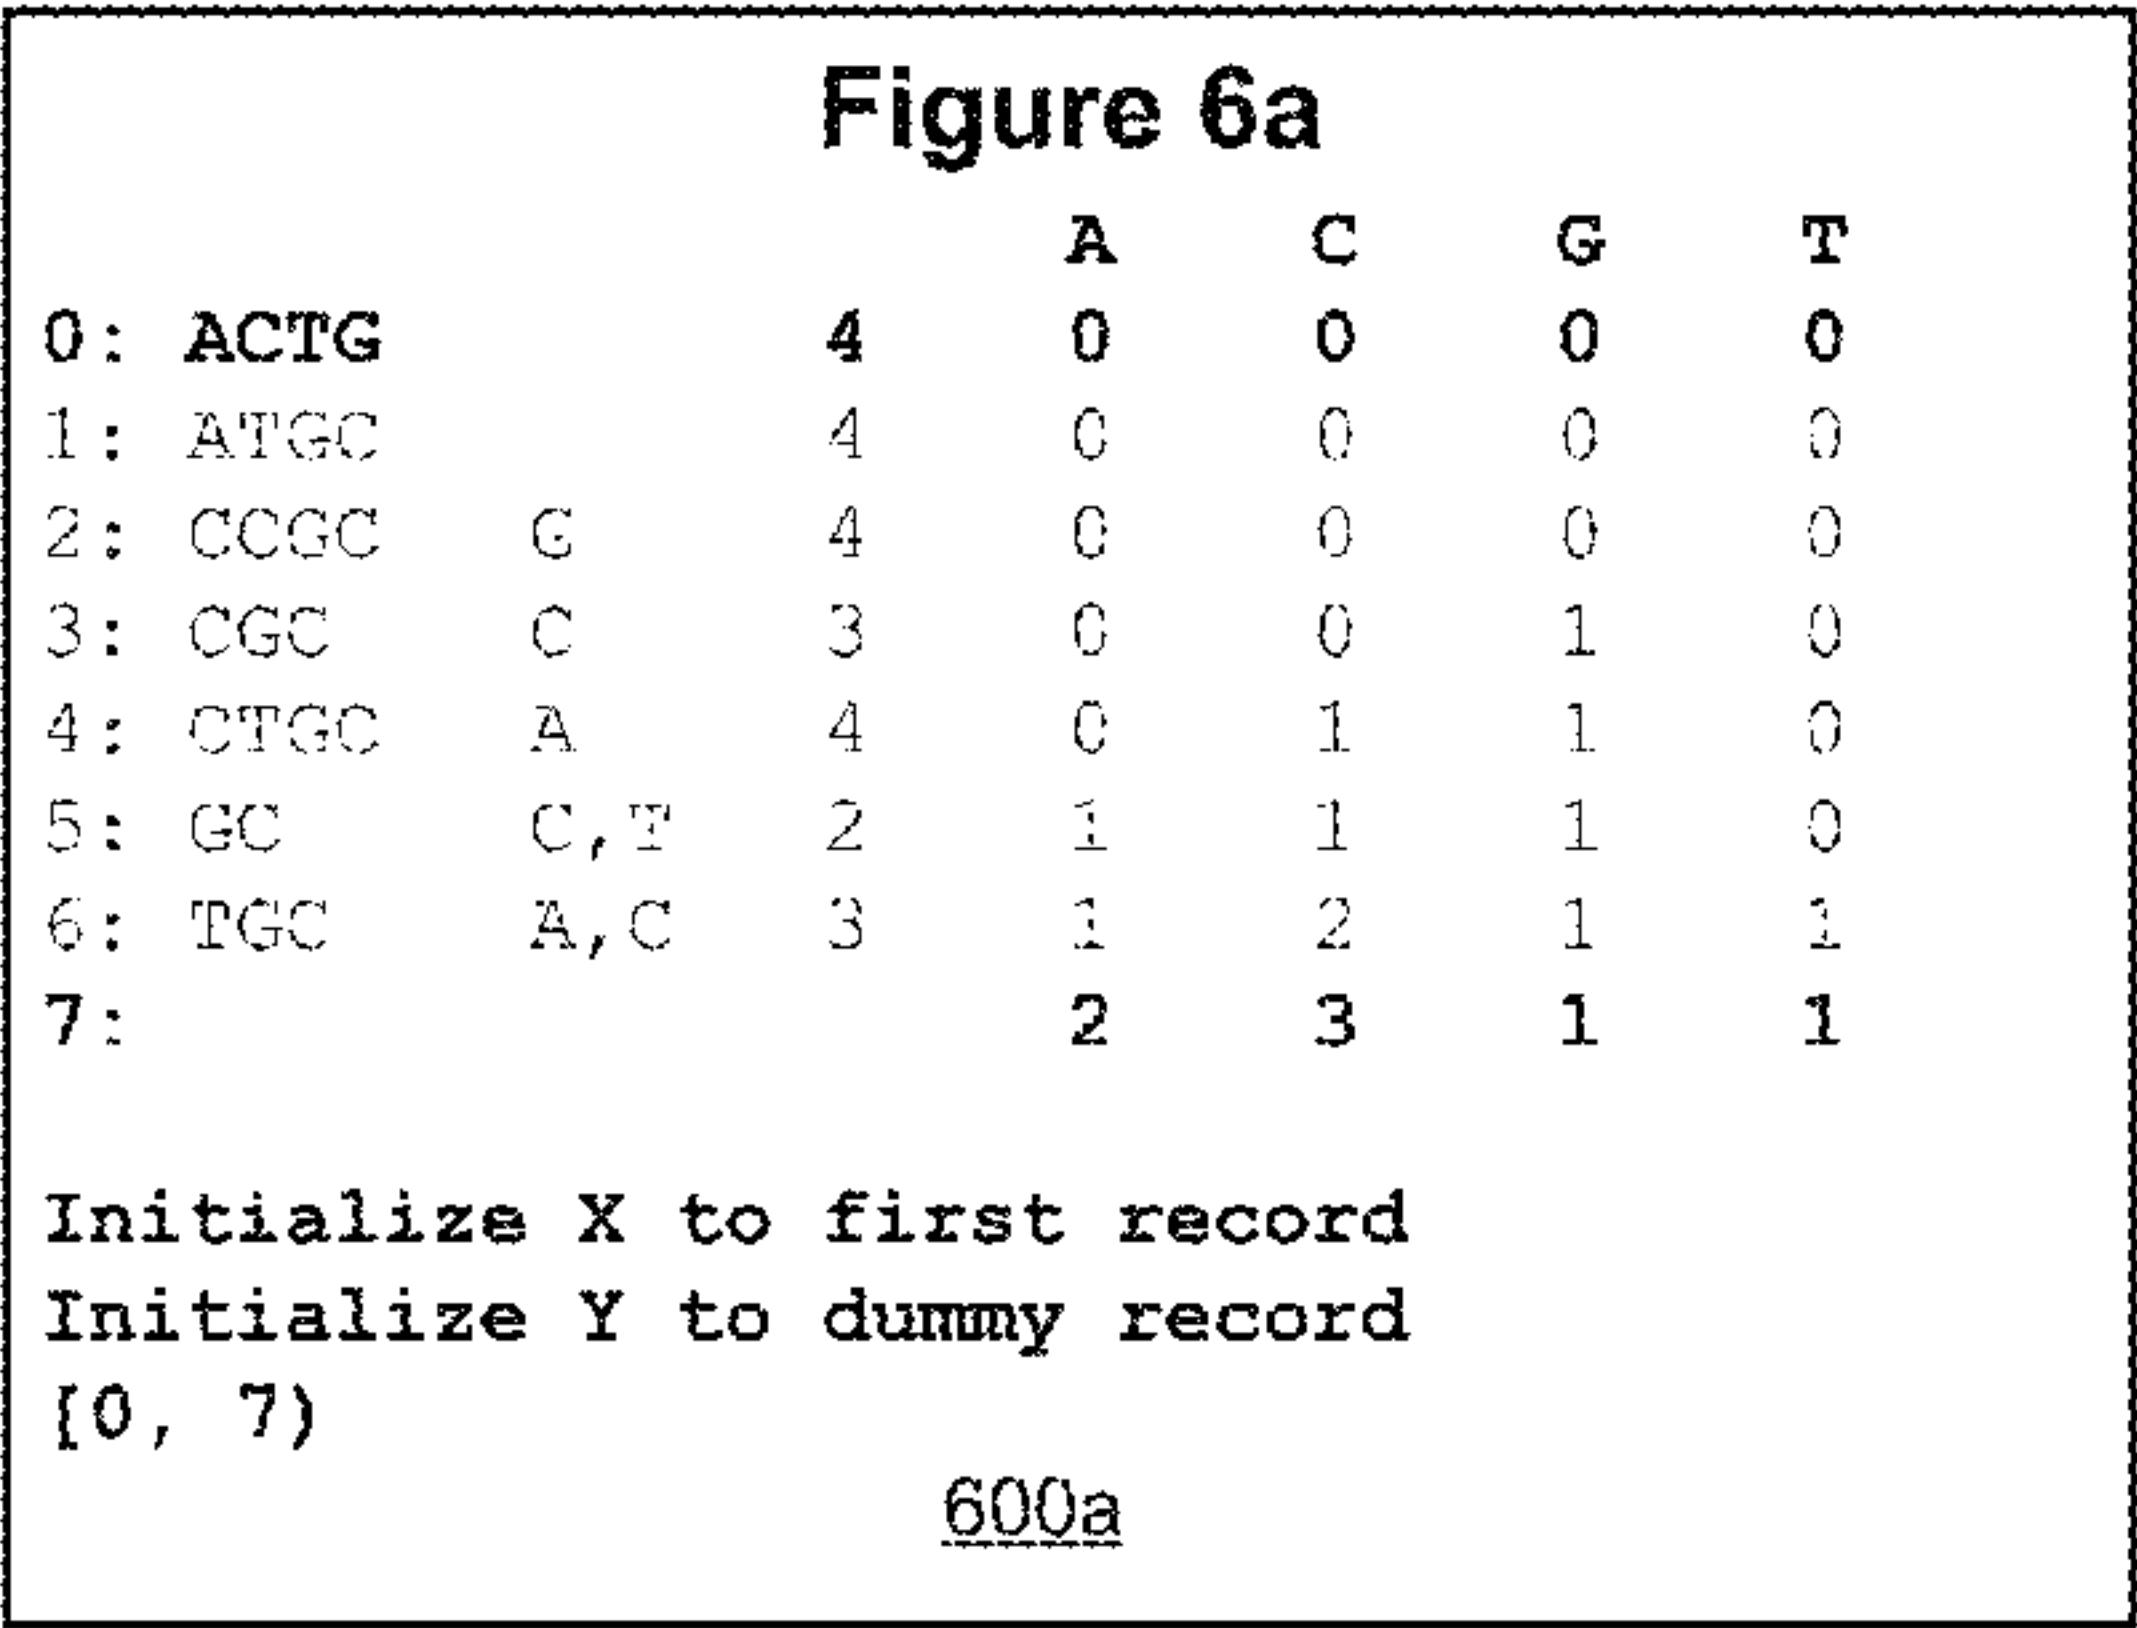 Figure 6a
A C G T
0: ACTG 4 0 0 0 0
1: ATGC 4 0 0 0 0
2: CCGC G 4 0 0 0 0
3: CGC C 3 0 0 1 0
4: CTGC A 4 0 1 1 0
5: GC C,T 2 1 1 1 0
6: TGC A,C 3 1 2 1 1
7: 2 3 1 1
Initialize X to first record
Initialize Y to dummy record
[0, 7)
600a